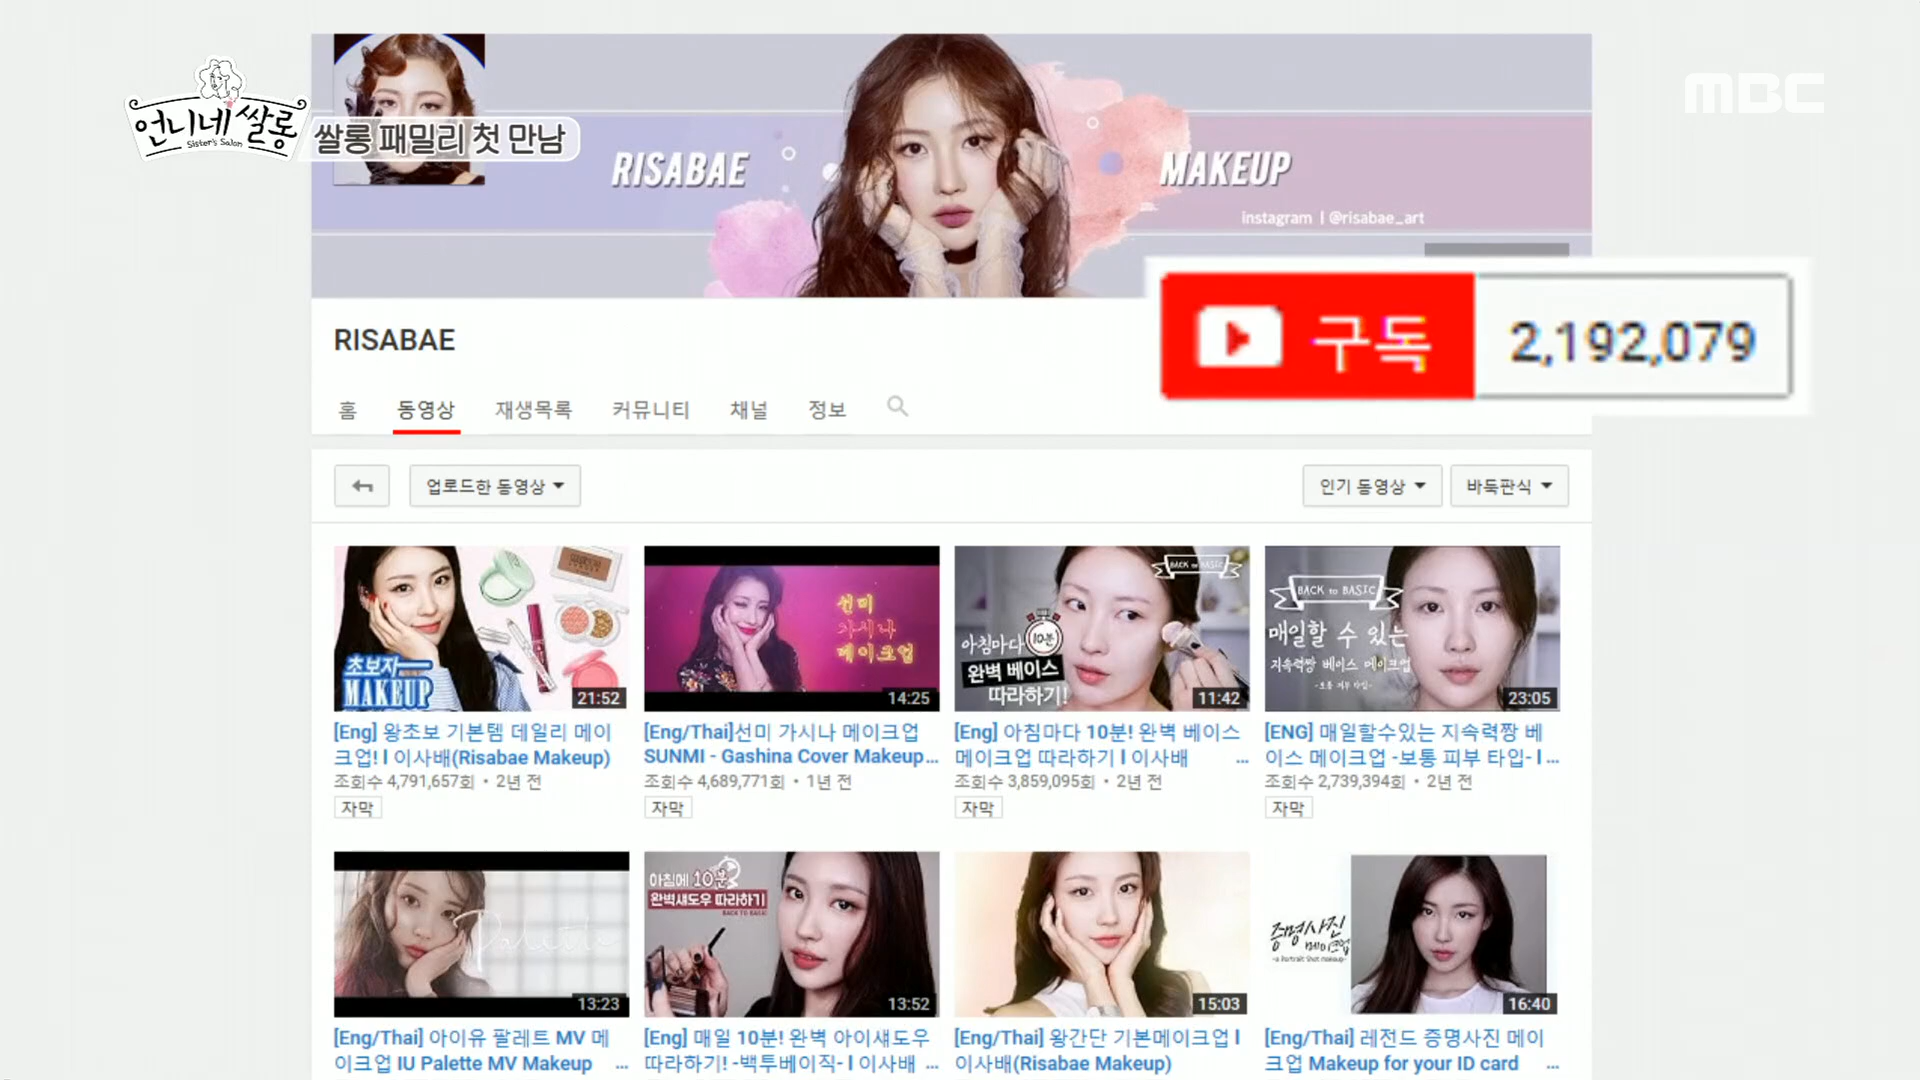 언니네 쌀롱
Sister's Salon
쌀롱 패밀리 첫 만남
MBC
RISABAE
MAKEUP
instagram l @risabae_art
구독 2,192,079
RISABAE
홈 동영상 재생목록 커뮤니티 채널 정보
업로드한 동영상 인기 동영상 바둑판식
초보자
MAKEUP
21:52
선미
가시나
메이크업
14:25
BACK to BASIC
아침마다 10분
완벽 베이스
따라하기!
11:42
BACK to BASIC
매일할 수 있는
지속력짱 베이스 메이크업
-보통 피부 타입-
23:05
[Eng] 왕초보 기본템 데일리 메이
크업! l 이사배(Risabae Makeup)
조회수 4,791,657회 • 2년 전
자막
[Eng/Thai]선미 가시나 메이크업
SUNMI - Gashina Cover Makeup...
조회수 4,689,771회 • 1년 전
자막
[Eng] 아침마다 10분! 완벽 베이스
메이크업 따라하기 l 이사배 ...
조회수 3,859,095회 • 2년 전
자막
[ENG] 매일할수있는 지속력짱 베
이스 메이크업 -보통 피부 타입- l ...
조회수 2,739,394회 • 2년 전
자막
Palette
13:23
아침에 10분
완벽섀도우 따라하기
BACK TO BASIC
13:52
15:03
증명사진
메이크업
-a Portrait Shot makeup-
16:40
[Eng/Thai] 아이유 팔레트 MV 메
이크업 IU Palette MV Makeup ...
[Eng] 매일 10분! 완벽 아이섀도우
따라하기! -백투베이직- l 이사배 ...
[Eng/Thai] 왕간단 기본메이크업 l
이사배(Risabae Makeup)
[Eng/Thai] 레전드 증명사진 메이
크업 Makeup for your ID card ...